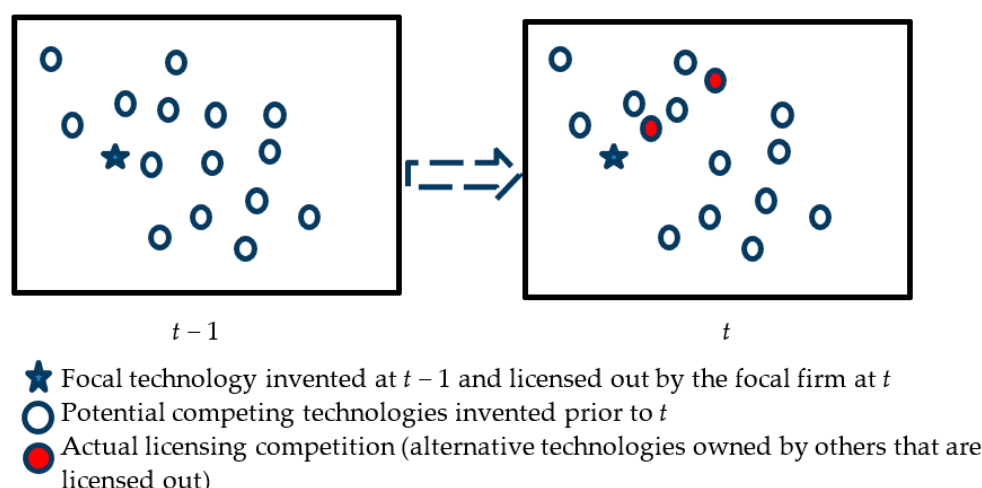 t – 1
t
Focal technology invented at t – 1 and licensed out by the focal firm at t
Potential competing technologies invented prior to t
Actual licensing competition (alternative technologies owned by others that are
licensed out)